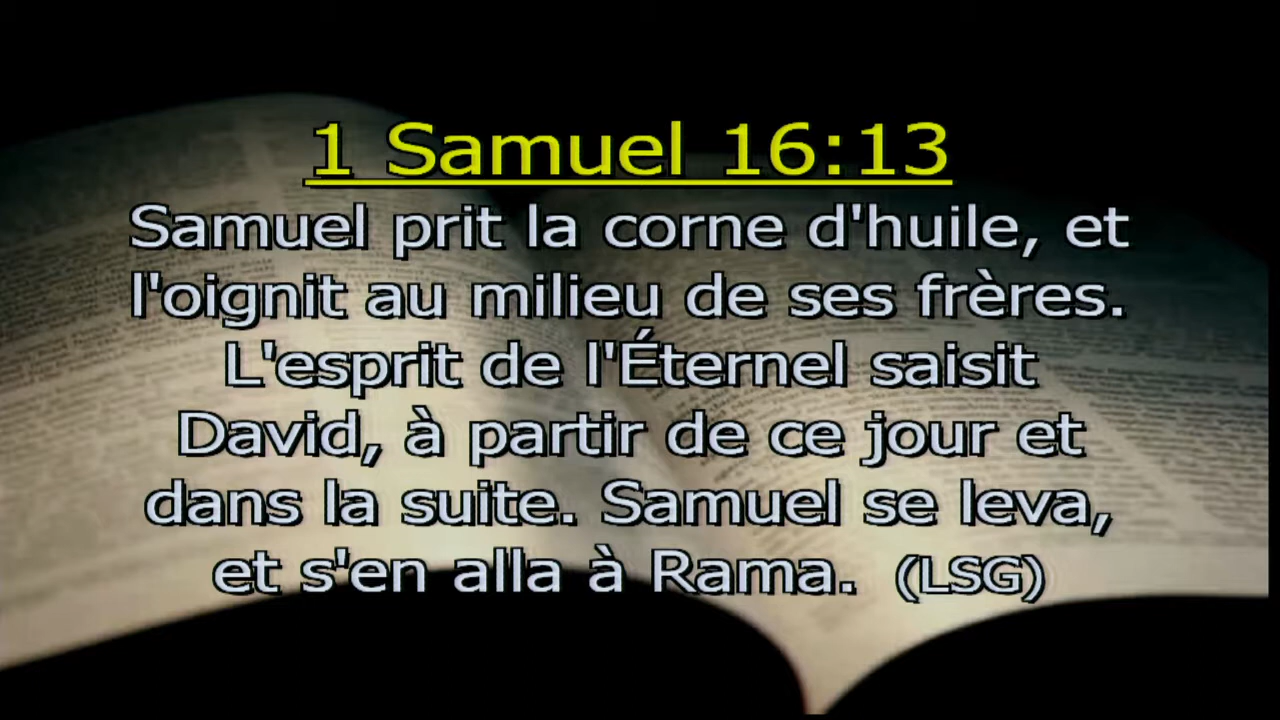 1 Samuel 16:13
Samuel prit la corne d'huile, et
l'oignit au milieu de ses frères.
L'esprit de l'Éternel saisit
David, à partir de ce jour et
dans la suite. Samuel se leva,
et s'en alla à Rama. (LSG)